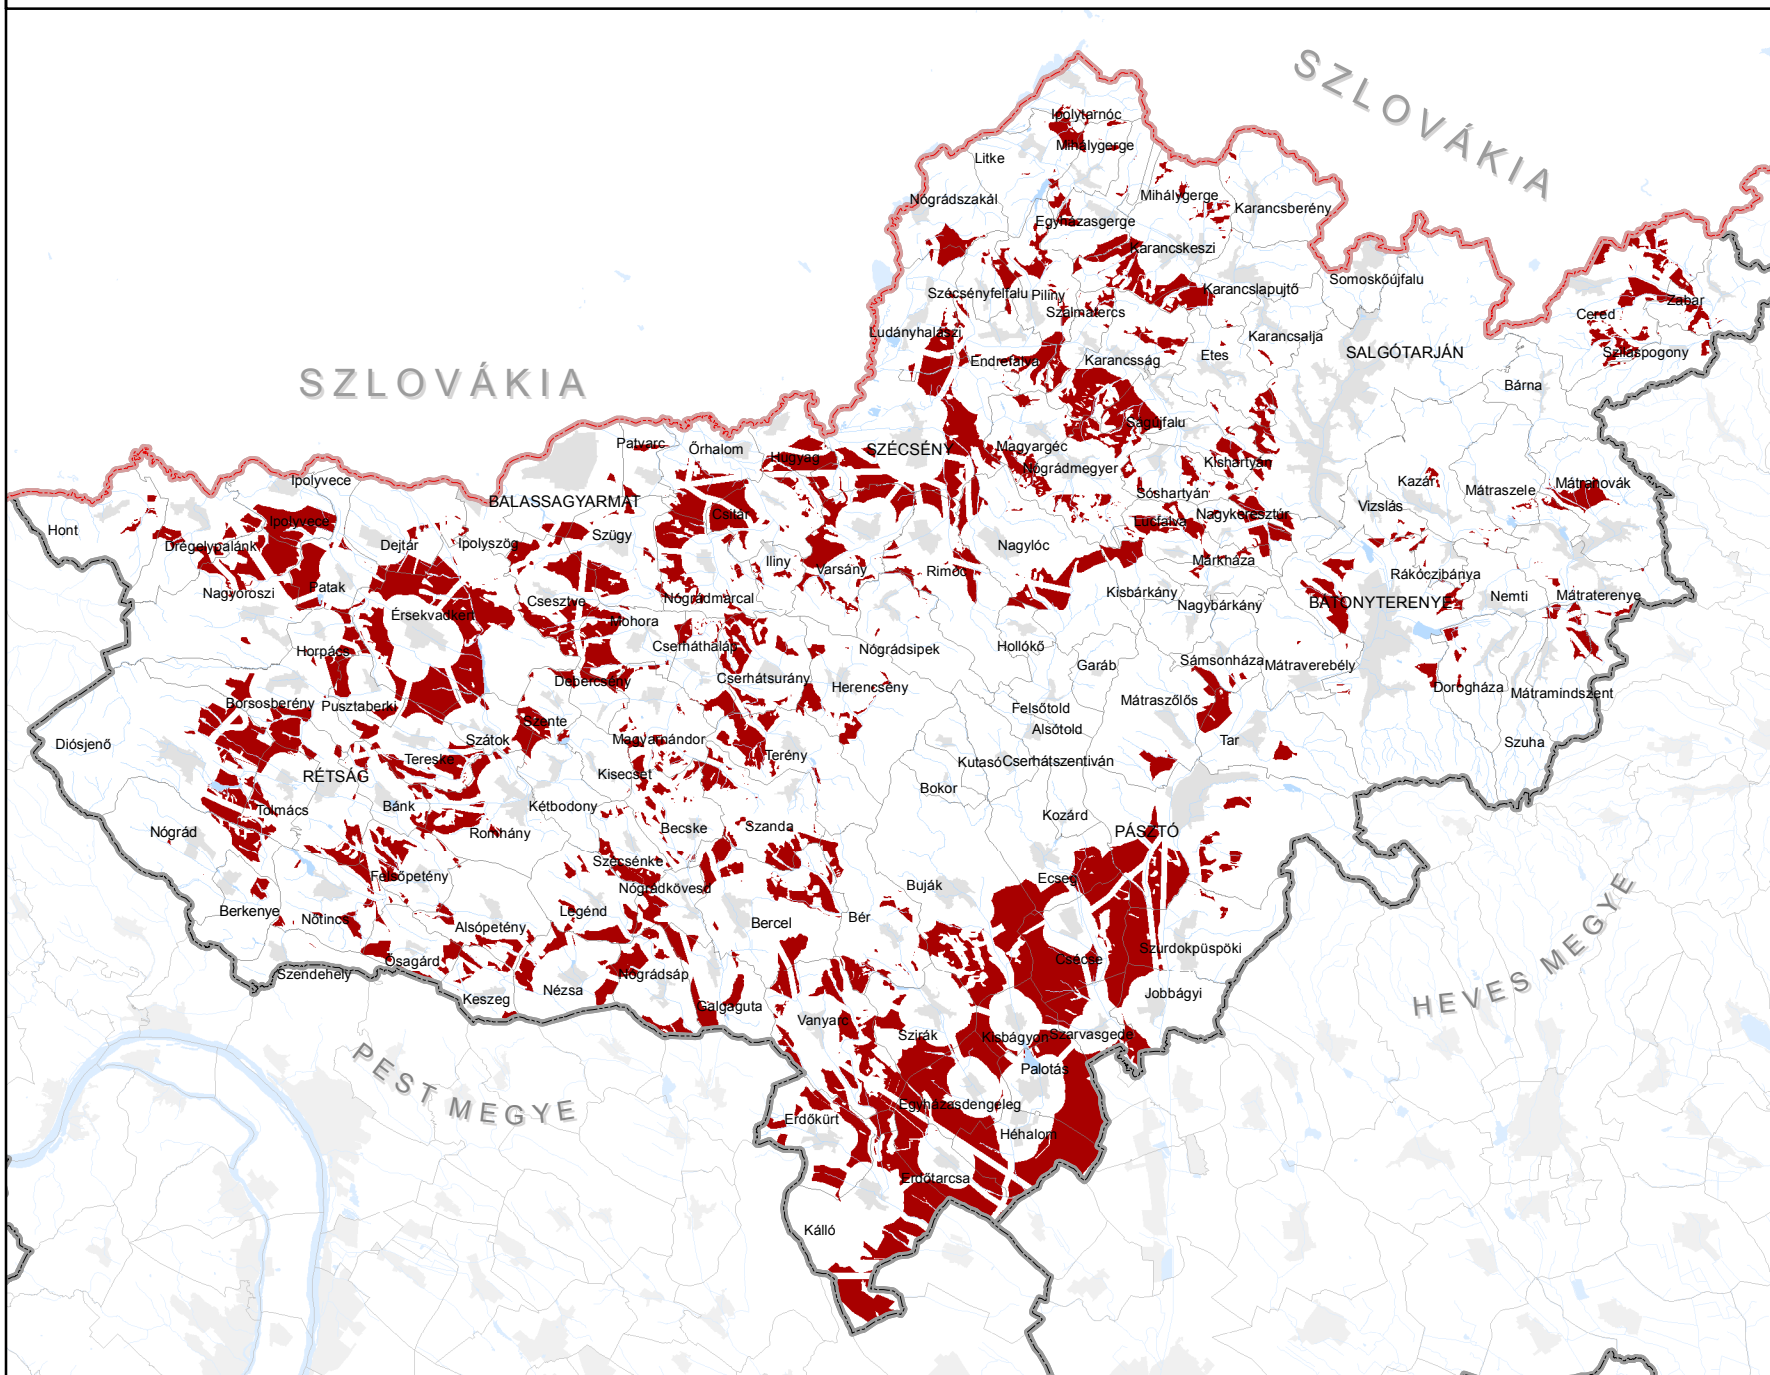 SZLOVÁKIA
Ipolytarnóc
Mihálygerge
Litke
Nógrádszakál
Mihálygerge
Karancsberény
Egyházasgerge
Karancskeszi
Somoskőújfalu
Karancslapujtő
Szécsényfelfalu
Piliny
Szalmatercs
Zabar
Cered
Ludányhalászi
Karancsalja
SALGÓTARJÁN
Szilaspogony
Endrefalva
Karancsság
Etes
SZLOVÁKIA
Bárna
Ságújfalu
Patvarc
Őrhalom
Hugyag
SZÉCSÉNY
Magyargéc
Nógrádmegyer
Kishartyán
Ipolyvece
Kazár
Mátraszele
Mátranovák
BALASSAGYARMAT
Sóshartyán
Vizslás
Hont
Ipolyvece
Csitár
Lucfalva
Nagykeresztúr
Drégelypalánk
Dejtár
Ipolyszög
Szügy
Nagylóc
Iliny
Varsány
Rimóc
Márkháza
Rákóczibánya
Nagyoroszi
Patak
Csesztve
Nógrádmarcal
Kisbárkány
Nagybárkány
BÁTONYTERENYE
Nemti
Mátraterenye
Érsekvadkert
Mohora
Horpács
Cserháthaláp
Nógrádsipek
Hollókő
Garáb
Sámsonháza
Mátraverebély
Debercsény
Cserhátsurány
Herencsény
Dorogháza
Mátramindszent
Borsosberény
Pusztaberki
Mátraszőlős
Felsőtold
Alsótold
Szente
Diósjenő
Szátok
Magyarnándor
Tar
Szuha
Tereske
Terény
Kutasó
Cserhátszentiván
RÉTSÁG
Kisecset
Bokor
Tolmács
Bánk
Kétbodony
Kozárd
Nógrád
Romhány
Becske
Szanda
PÁSZTÓ
Szécsénke
Felsőpetény
Nógrádkövesd
Buják
Ecseg
Berkenye
Nőtincs
Legénd
Bér
Alsópetény
Bercel
Szurdokpüspöki
Ősagárd
Csécse
Szendehely
Nógrádsáp
Nézsa
Keszeg
Galgaguta
Jobbágyi
HEVES MEGYE
Vanyarc
Szirák
Kisbágyon
Szarvasgede
Palotás
PEST MEGYE
Egyházasdengeleg
Erdőkürt
Héhalom
Erdőtarcsa
Kálló